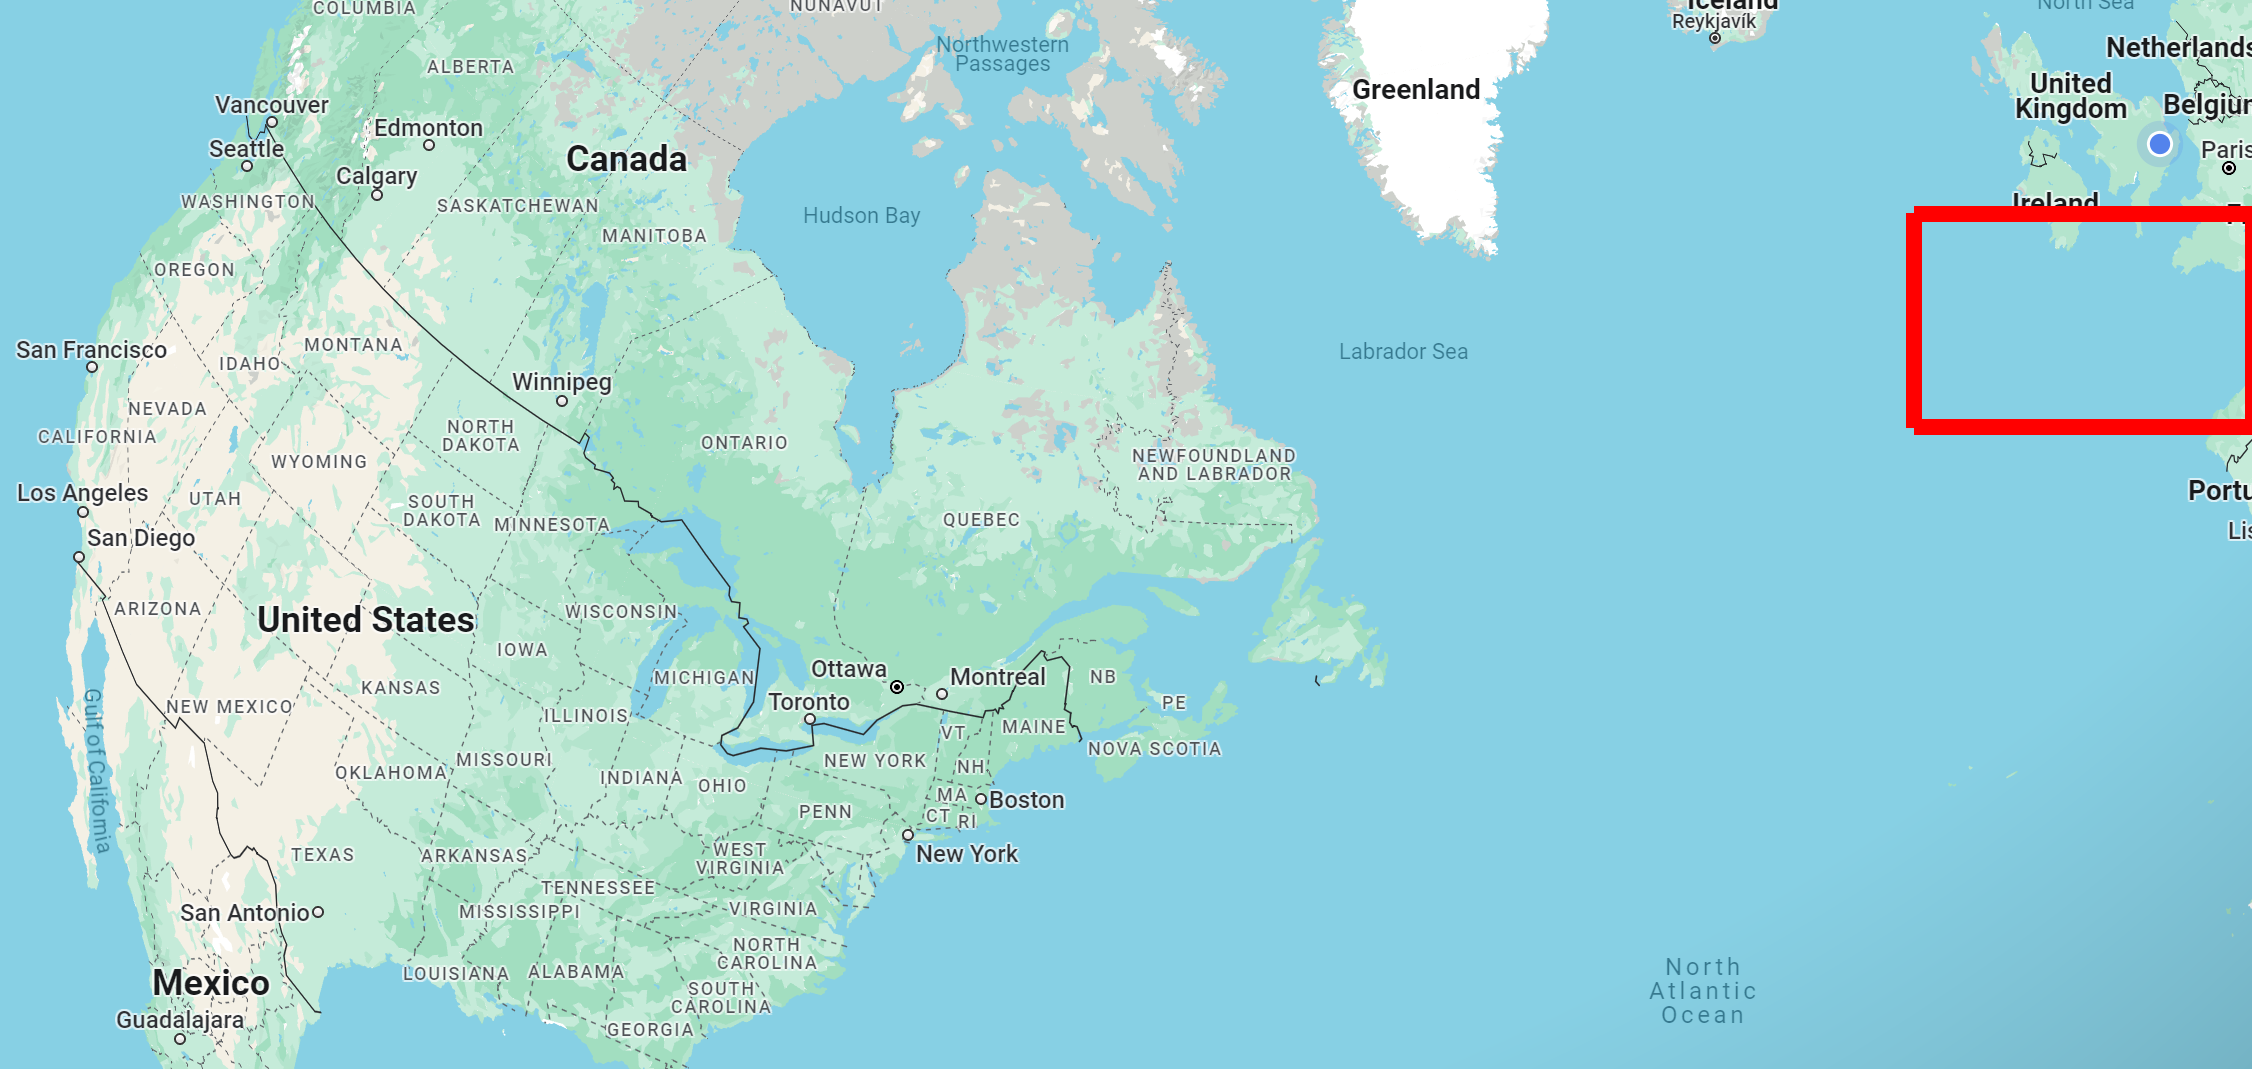 COLUMBIA
NUNAVUT
Iceland
North Sea
Reykjavík
Northwestern
Passages
Netherlands
ALBERTA
United
Kingdom
Greenland
Vancouver
Belgium
Edmonton
Seattle
Canada
Paris
Calgary
WASHINGTON
SASKATCHEWAN
Hudson Bay
Ireland
MANITOBA
OREGON
San Francisco
MONTANA
Labrador Sea
IDAHO
Winnipeg
NEVADA
CALIFORNIA
NORTH
DAKOTA
ONTARIO
WYOMING
NEWFOUNDLAND
AND LABRADOR
Los Angeles
UTAH
SOUTH
DAKOTA
MINNESOTA
QUEBEC
Portu
Lis
San Diego
ARIZONA
United States
WISCONSIN
IOWA
Ottawa
Montreal
NB
MICHIGAN
KANSAS
Toronto
NEW MEXICO
ILLINOIS
PE
VT
MAINE
NOVA SCOTIA
Gulf of California
OKLAHOMA
MISSOURI
INDIANA
OHIO
NEW YORK
NH
MA
Boston
PENN
CT
RI
TEXAS
ARKANSAS
WEST
VIRGINIA
New York
TENNESSEE
San Antonio
MISSISSIPPI
VIRGINIA
NORTH
CAROLINA
Mexico
LOUISIANA
ALABAMA
SOUTH
CAROLINA
North
Atlantic
Ocean
Guadalajara
GEORGIA